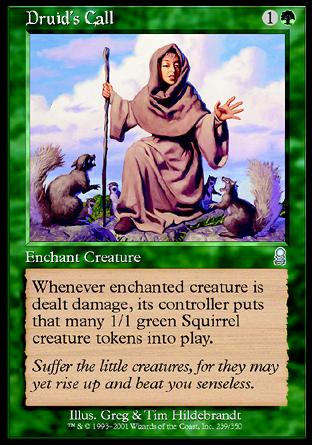 Druid's Call 1
Enchant Creature
Whenever enchanted creature is
dealt damage, its controller puts
that many 1/1 green Squirrel
creature tokens into play.
Suffer the little creatures, for they may
yet rise up and beat you senseless.
Illus. Greg & Tim Hildebrandt
™ & © 1993–2001 Wizards of the Coast, Inc. 239/350